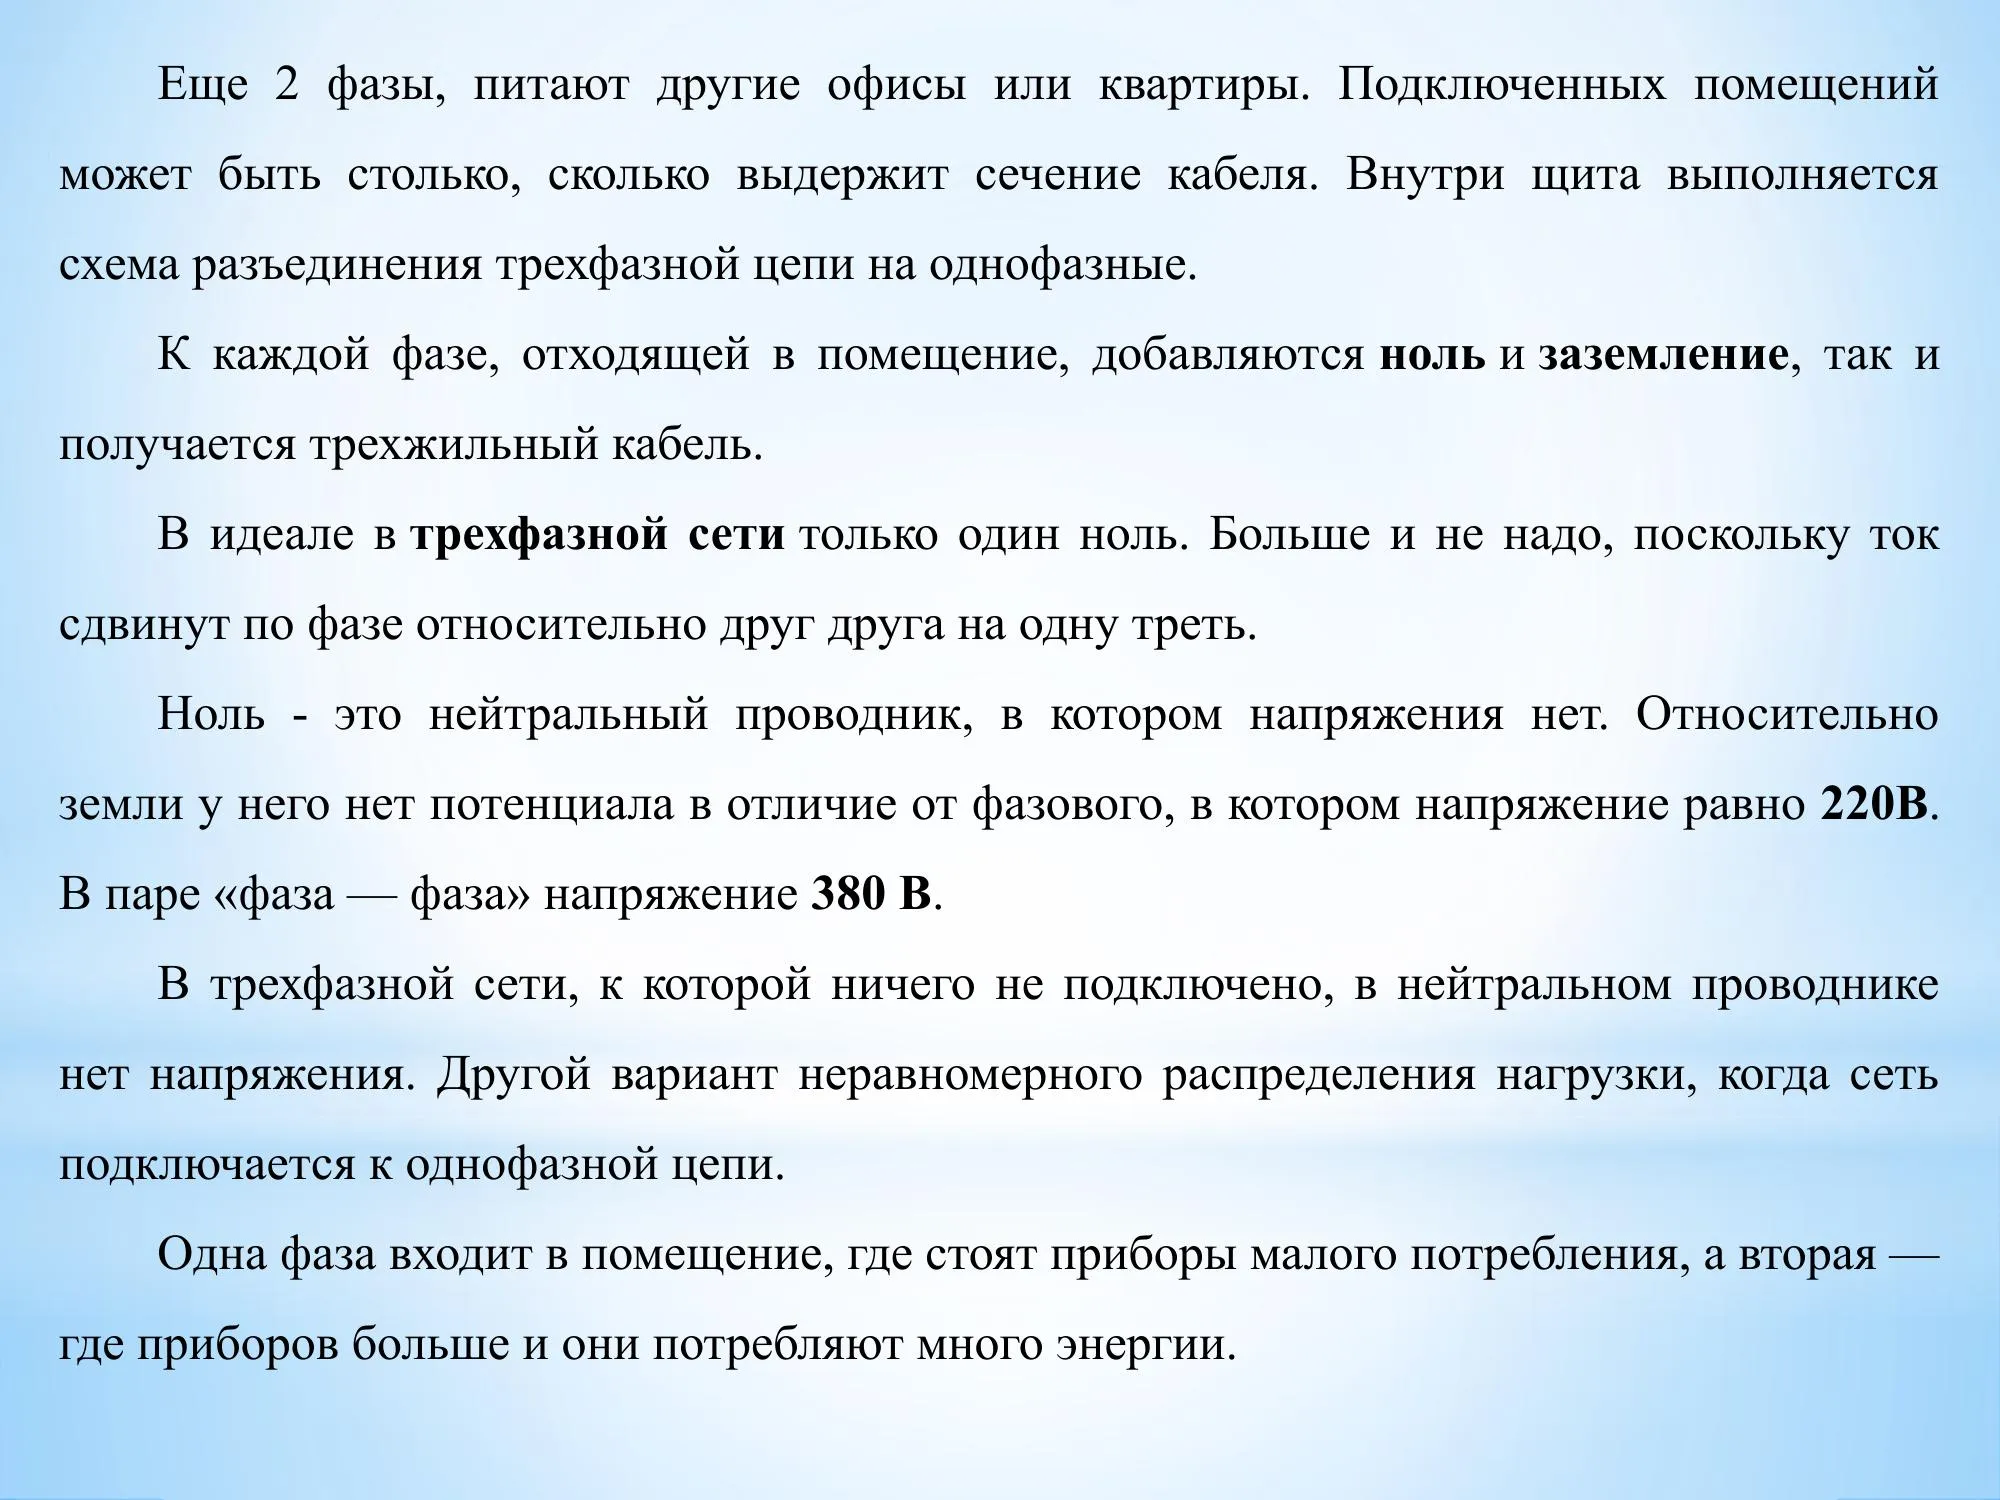 Еще 2 фазы, питают другие офисы или квартиры. Подключенных помещений
может быть столько, сколько выдержит сечение кабеля. Внутри щита выполняется
схема разъединения трехфазной цепи на однофазные.
К каждой фазе, отходящей в помещение, добавляются ноль и заземление, так и
получается трехжильный кабель.
В идеале в трехфазной сети только один ноль. Больше и не надо, поскольку ток
сдвинут по фазе относительно друг друга на одну треть.
Ноль - это нейтральный проводник, в котором напряжения нет. Относительно
земли у него нет потенциала в отличие от фазового, в котором напряжение равно 220В.
В паре «фаза — фаза» напряжение 380 В.
В трехфазной сети, к которой ничего не подключено, в нейтральном проводнике
нет напряжения. Другой вариант неравномерного распределения нагрузки, когда сеть
подключается к однофазной цепи.
Одна фаза входит в помещение, где стоят приборы малого потребления, а вторая —
где приборов больше и они потребляют много энергии.